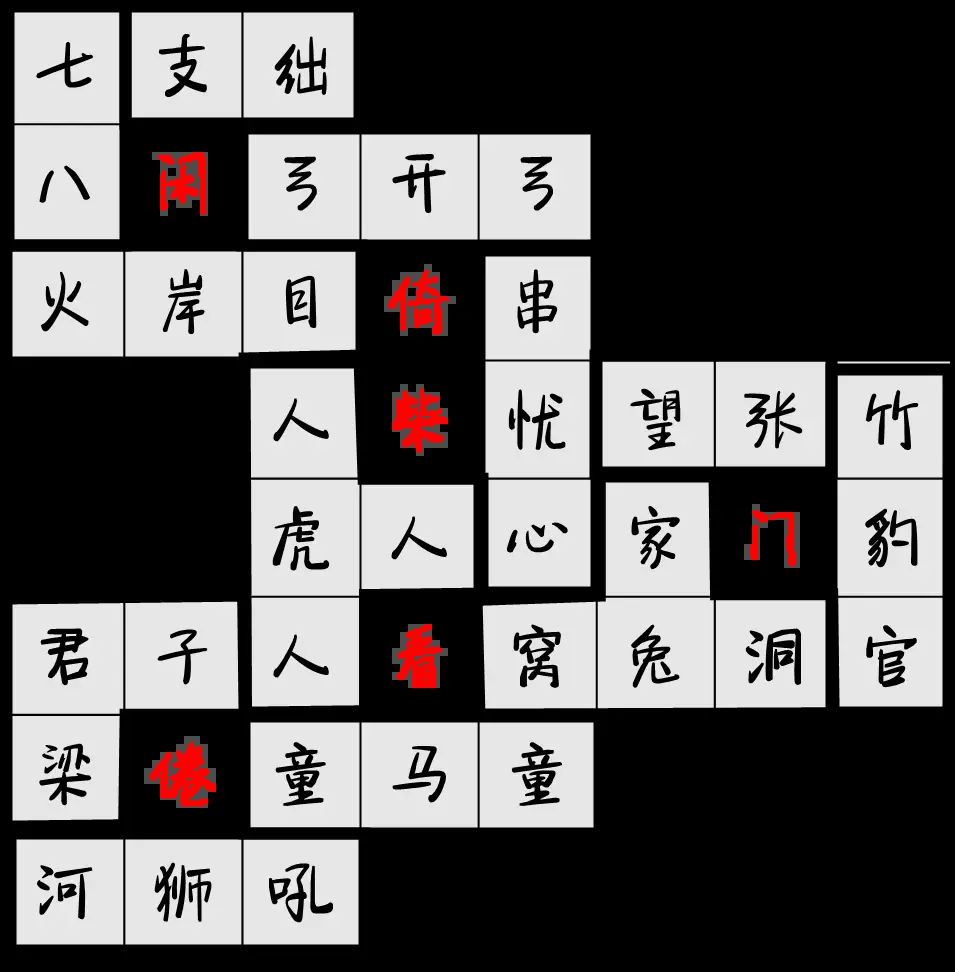 七支绌
八闲弓开弓
火岸目倚串
人柴忧望张竹
虎人心家门豹
君子人看窝兔洞官
梁倦童马童
河狮吼